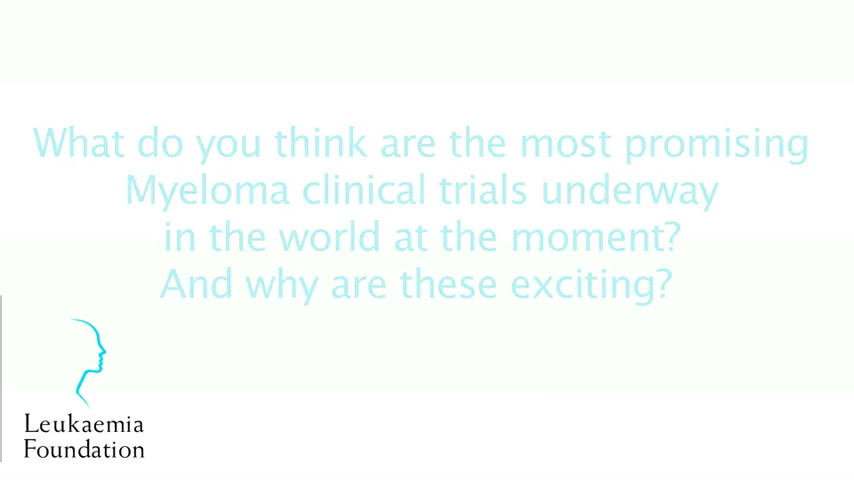 What do you think are the most promising
Myeloma clinical trials underway
in the world at the moment?
And why are these exciting?
Leukaemia
Foundation